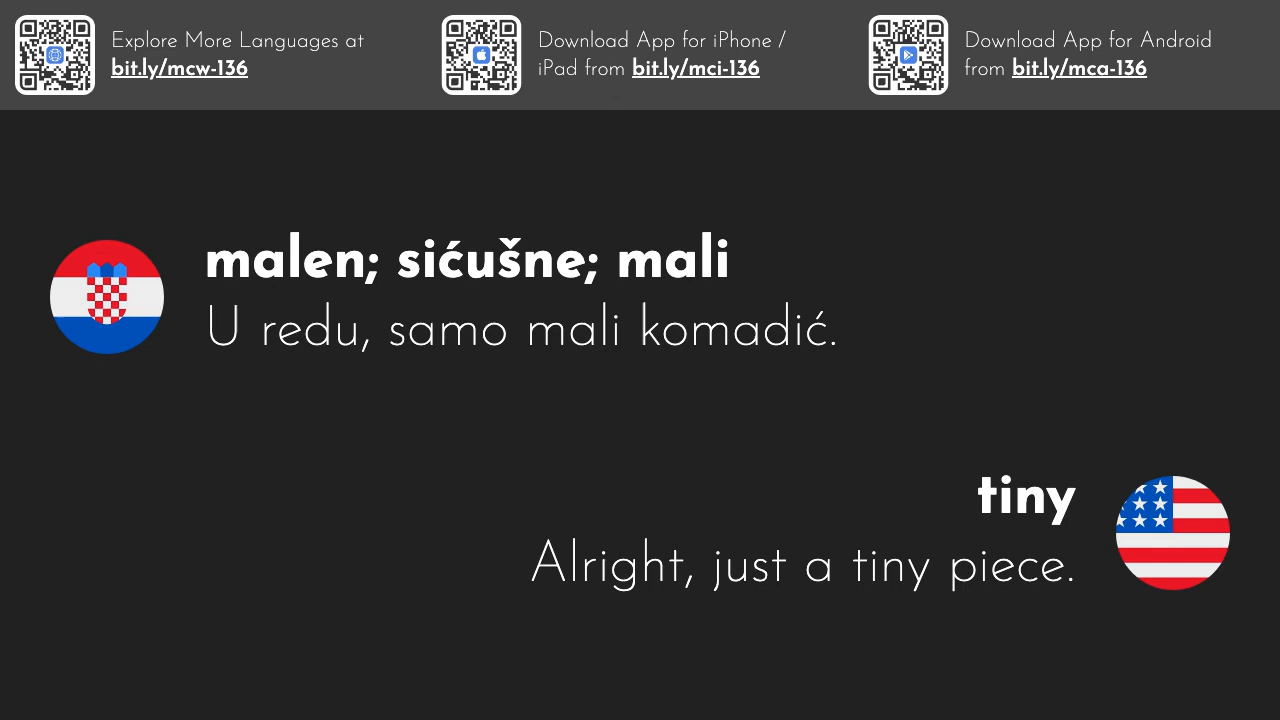 Explore More Languages at
bit.ly/mcw-136
Download App for iPhone /
iPad from bit.ly/mci-136
Download App for Android
from bit.ly/mca-136
malen; sićušne; mali
U redu, samo mali komadić.
tiny
Alright, just a tiny piece.